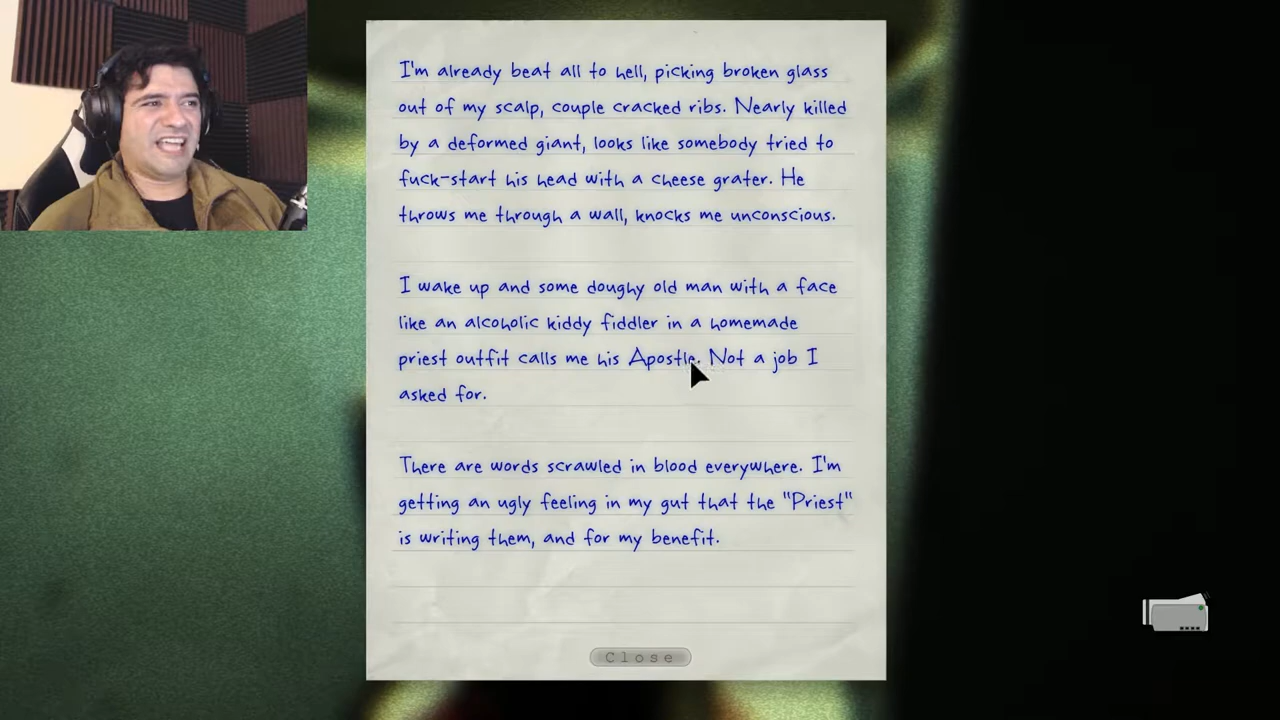 I'm already beat all to hell, picking broken glass
out of my scalp, couple cracked ribs. Nearly killed
by a deformed giant, looks like somebody tried to
fuck-start his head with a cheese grater. He
throws me through a wall, knocks me unconscious.
I wake up and some doughy old man with a face
like an alcoholic kiddy fiddler in a homemade
priest outfit calls me his Apostle. Not a job I
asked for.
There are words scrawled in blood everywhere. I'm
getting an ugly feeling in my gut that the "Priest"
is writing them, and for my benefit.
Close